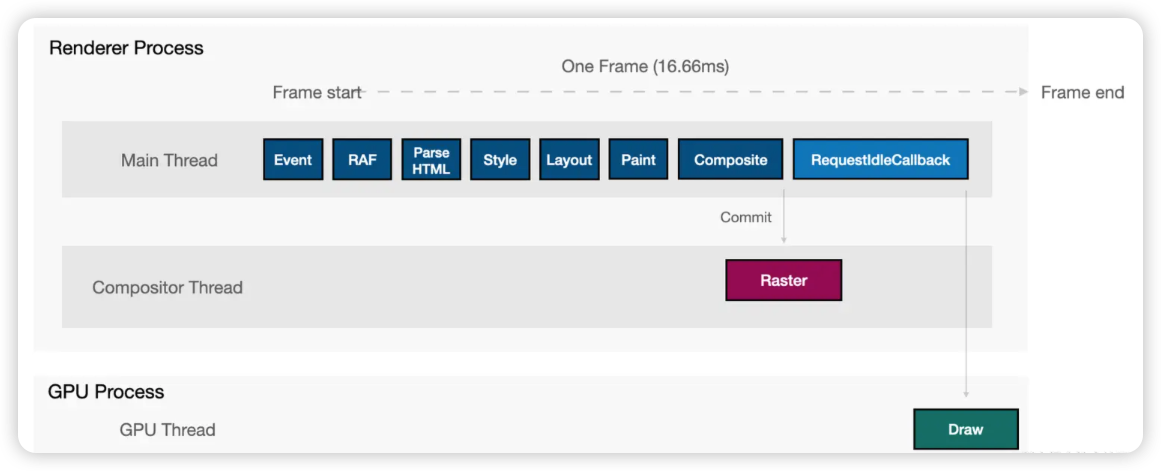 Renderer Process
One Frame (16.66ms)
Frame start
Frame end
Main Thread
Event
RAF
Parse
HTML
Style
Layout
Paint
Composite
RequestIdleCallback
Commit
Compositor Thread
Raster
GPU Process
GPU Thread
Draw